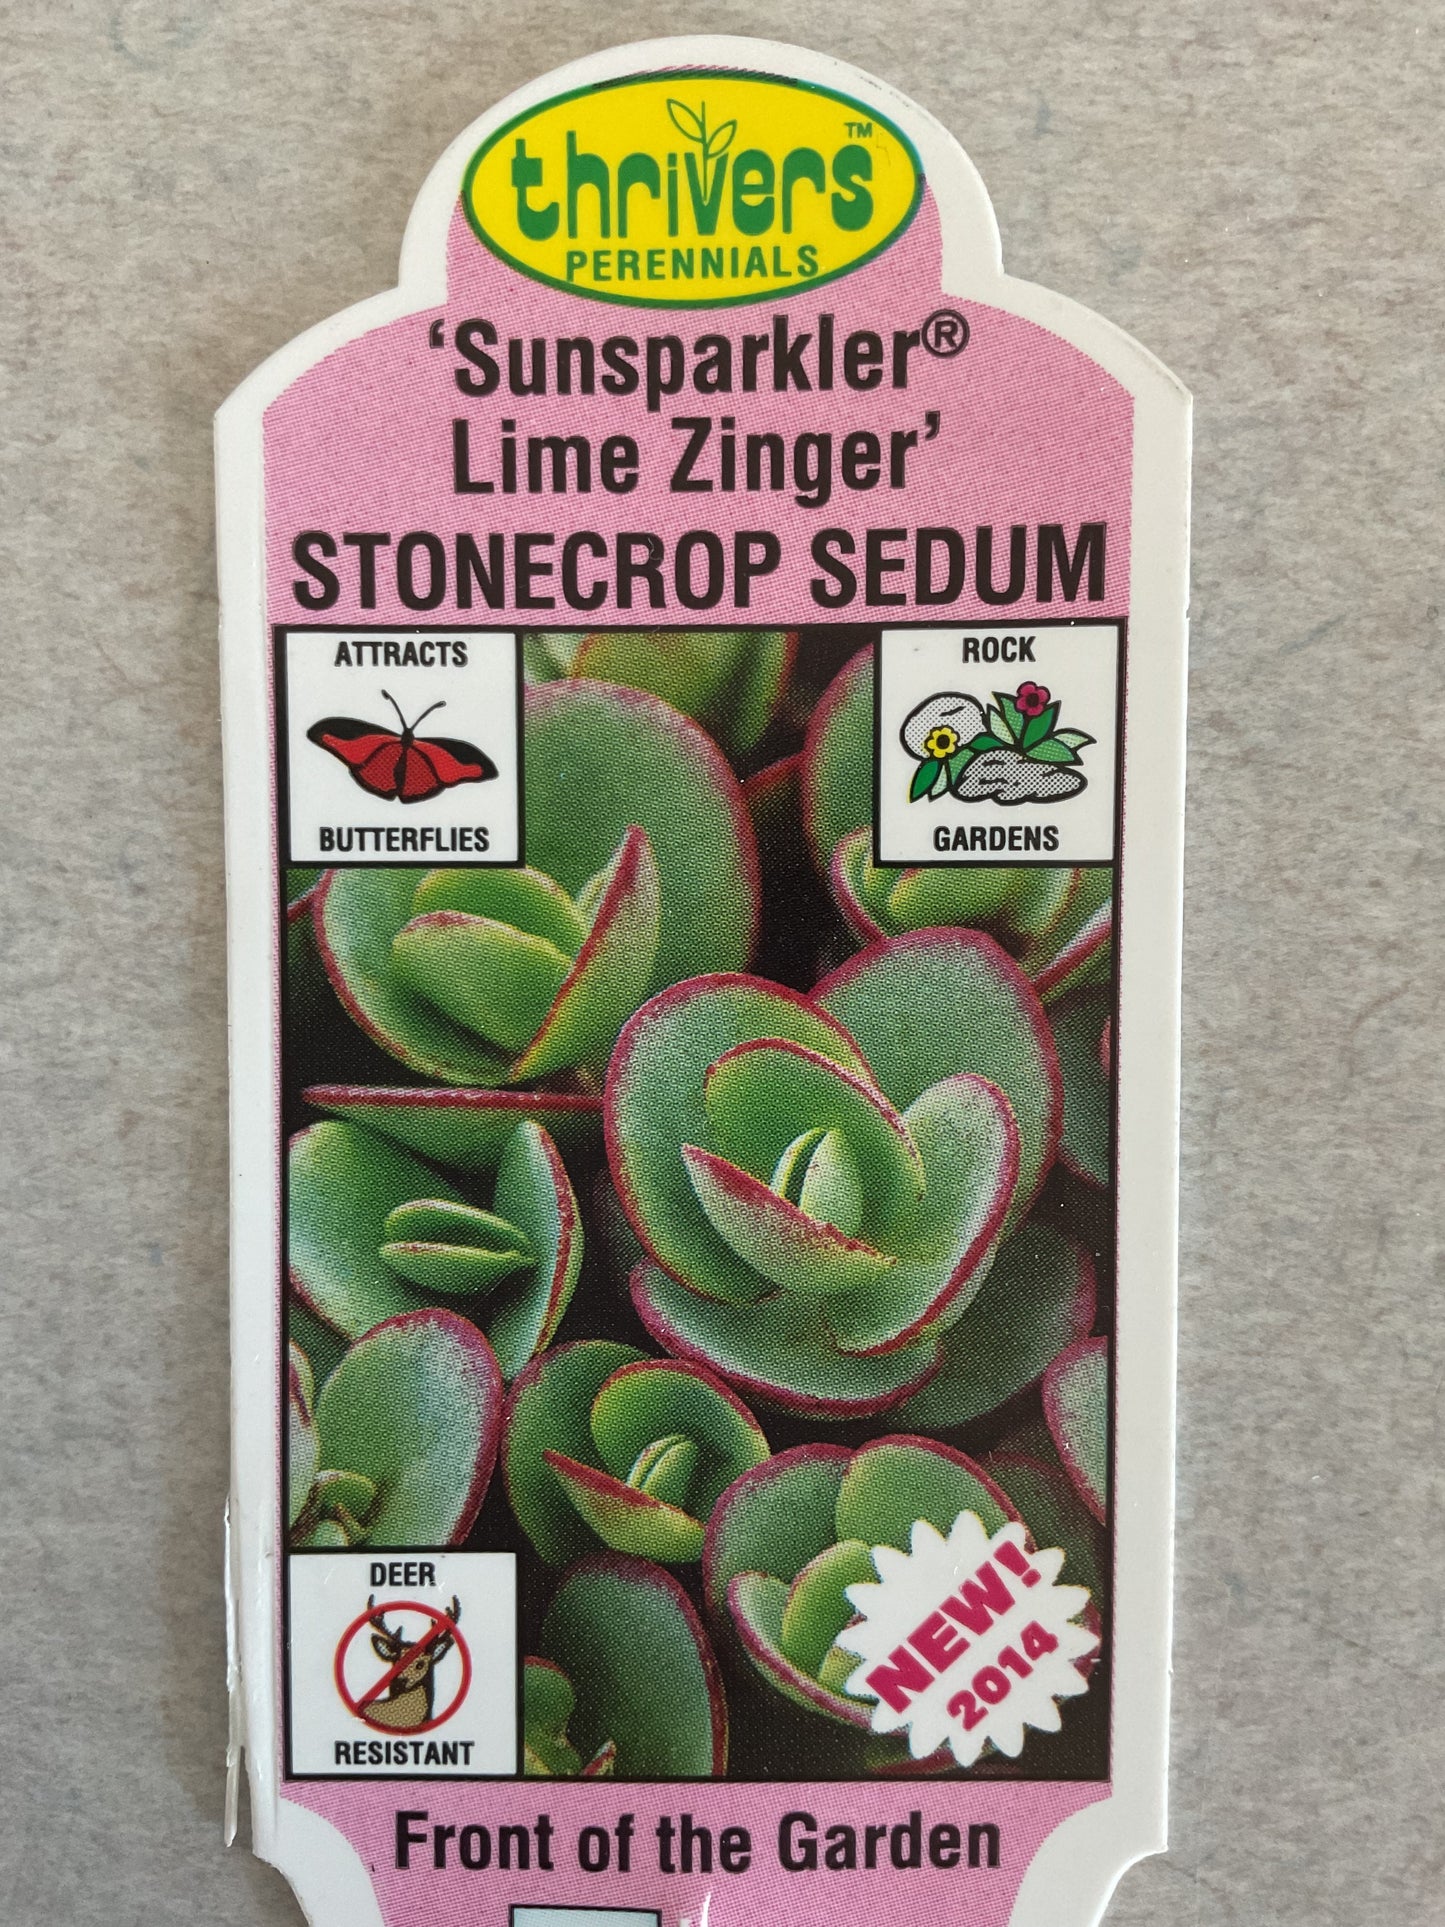 thrivers™
PERENNIALS
‘Sunsparkler®
Lime Zinger’
STONECROP SEDUM
ATTRACTS
BUTTERFLIES
ROCK
GARDENS
DEER
RESISTANT
NEW!
2014
Front of the Garden